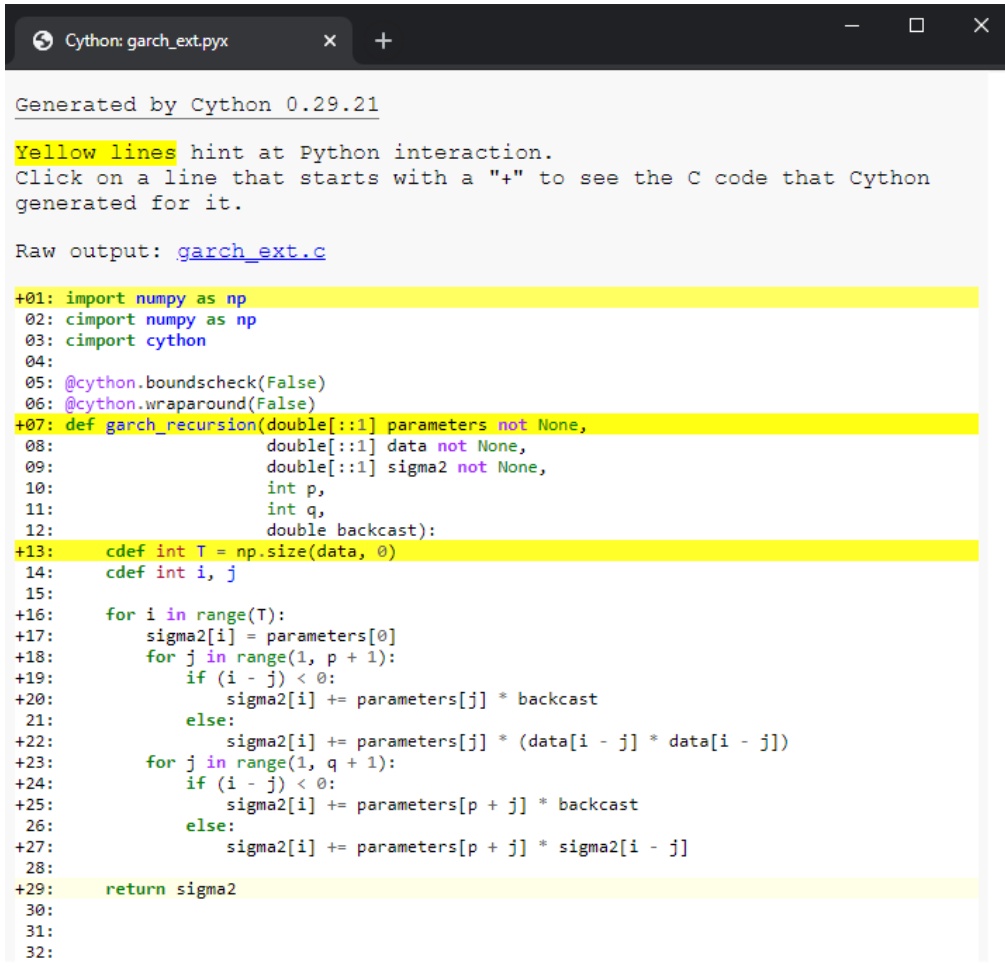 Cython: garch_ext.pyx
Generated by Cython 0.29.21
Yellow lines hint at Python interaction.
Click on a line that starts with a "+" to see the C code that Cython
generated for it.
Raw output: garch_ext.c
+01: import numpy as np
 02: cimport numpy as np
 03: cimport cython
 04:
 05: @cython.boundscheck(False)
 06: @cython.wraparound(False)
+07: def garch_recursion(double[::1] parameters not None,
 08:                     double[::1] data not None,
 09:                     double[::1] sigma2 not None,
 10:                     int p,
 11:                     int q,
 12:                     double backcast):
+13:     cdef int T = np.size(data, 0)
 14:     cdef int i, j
 15:
+16:     for i in range(T):
+17:         sigma2[i] = parameters[0]
+18:         for j in range(1, p + 1):
+19:             if (i - j) < 0:
+20:                 sigma2[i] += parameters[j] * backcast
 21:             else:
+22:                 sigma2[i] += parameters[j] * (data[i - j] * data[i - j])
+23:         for j in range(1, q + 1):
+24:             if (i - j) < 0:
+25:                 sigma2[i] += parameters[p + j] * backcast
 26:             else:
+27:                 sigma2[i] += parameters[p + j] * sigma2[i - j]
 28:
+29:     return sigma2
 30:
 31:
 32: